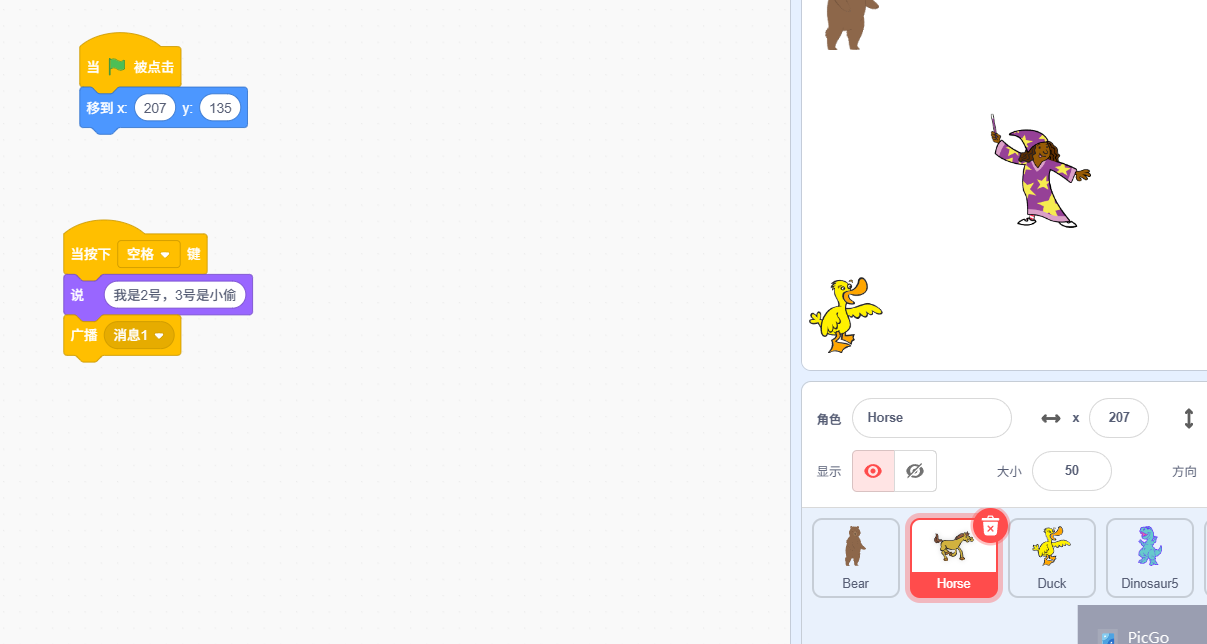 当 被点击
移到 x: 207 y: 135
当按下 空格 键
说 我是2号，3号是小偷
广播 消息1
角色 Horse x 207
显示 大小 50 方向
Bear Horse Duck Dinosaur5
PicGo